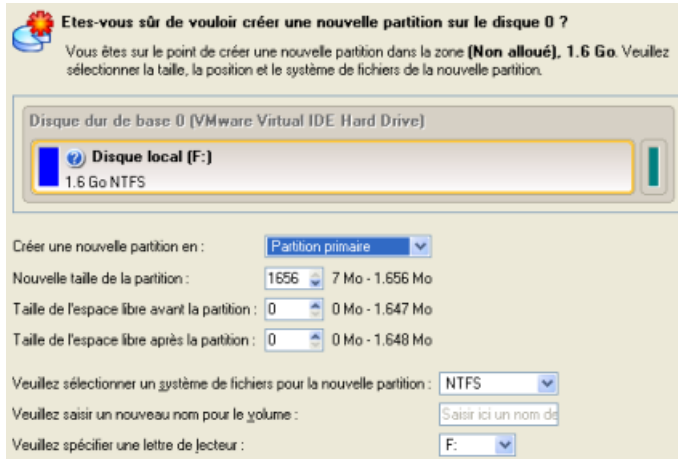 Etes-vous sûr de vouloir créer une nouvelle partition sur le disque 0 ?
Vous êtes sur le point de créer une nouvelle partition dans la zone (Non alloué), 1.6 Go. Veuillez
sélectionner la taille, la position et le système de fichiers de la nouvelle partition.
Disque dur de base 0 (VMware Virtual IDE Hard Drive)
Disque local (F:)
1.6 Go NTFS
Créer une nouvelle partition en : Partition primaire
Nouvelle taille de la partition : 1656 7 Mo - 1.656 Mo
Taille de l'espace libre avant la partition : 0 0 Mo - 1.647 Mo
Taille de l'espace libre après la partition : 0 0 Mo - 1.648 Mo
Veuillez sélectionner un système de fichiers pour la nouvelle partition : NTFS
Veuillez saisir un nouveau nom pour le volume : Saisir ici un nom de
Veuillez spécifier une lettre de lecteur : F: